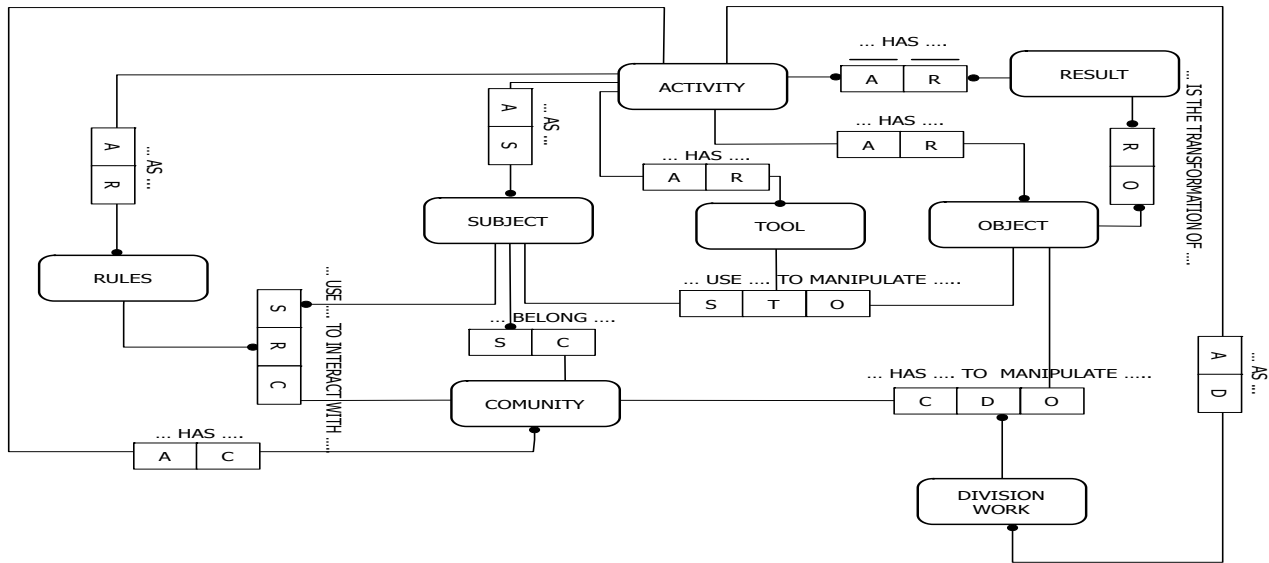 ... HAS ....
A R
RESULT
ACTIVITY
... IS THE TRANSFORMATION OF ....
... AS ...
A S
... HAS ....
A R
R O
... AS ...
A R
... HAS ....
A R
SUBJECT
TOOL
OBJECT
RULES
... USE .... TO MANIPULATE .....
S T O
... USE .... TO INTERACT WITH .....
S R C
... BELONG ....
S C
... AS ...
A D
... HAS .... TO MANIPULATE .....
C D O
COMUNITY
... HAS ....
A C
DIVISION
WORK